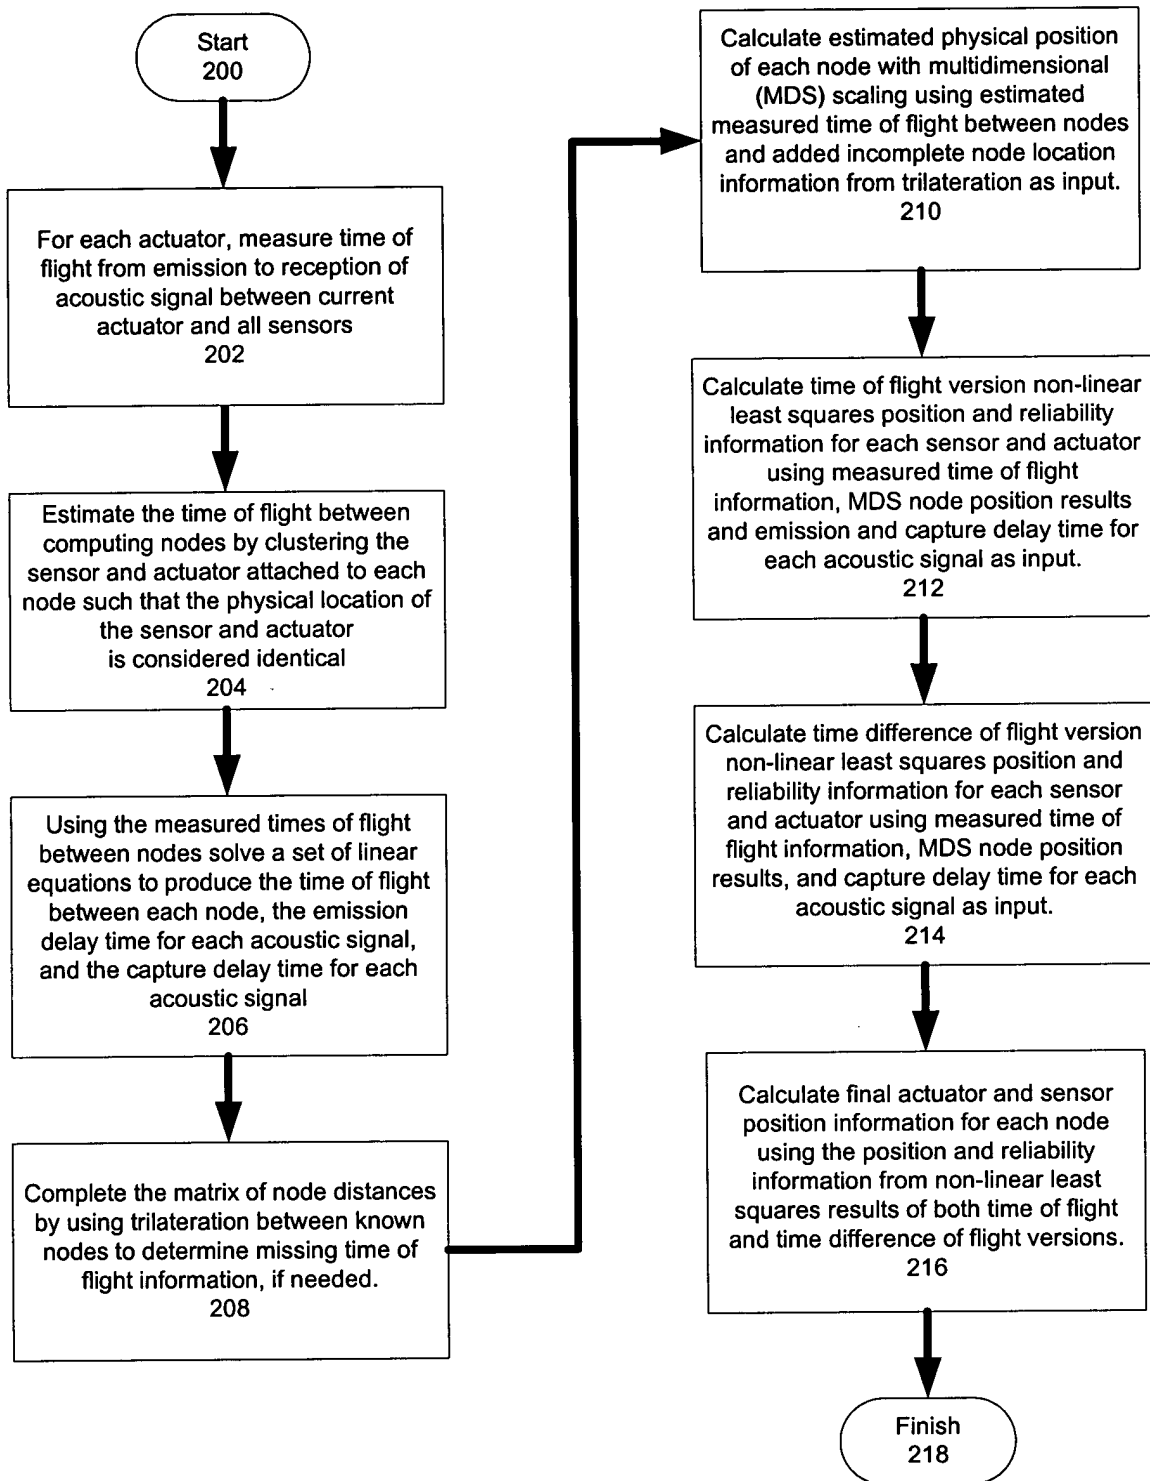 Start
200
For each actuator, measure time of
flight from emission to reception of
acoustic signal between current
actuator and all sensors
202
Estimate the time of flight between
computing nodes by clustering the
sensor and actuator attached to each
node such that the physical location of
the sensor and actuator
is considered identical
204
Using the measured times of flight
between nodes solve a set of linear
equations to produce the time of flight
between each node, the emission
delay time for each acoustic signal,
and the capture delay time for each
acoustic signal
206
Complete the matrix of node distances
by using trilateration between known
nodes to determine missing time of
flight information, if needed.
208
Calculate estimated physical position
of each node with multidimensional
(MDS) scaling using estimated
measured time of flight between nodes
and added incomplete node location
information from trilateration as input.
210
Calculate time of flight version non-linear
least squares position and reliability
information for each sensor and actuator
using measured time of flight
information, MDS node position results
and emission and capture delay time for
each acoustic signal as input.
212
Calculate time difference of flight version
non-linear least squares position and
reliability information for each sensor
and actuator using measured time of
flight information, MDS node position
results, and capture delay time for each
acoustic signal as input.
214
Calculate final actuator and sensor
position information for each node
using the position and reliability
information from non-linear least
squares results of both time of flight
and time difference of flight versions.
216
Finish
218